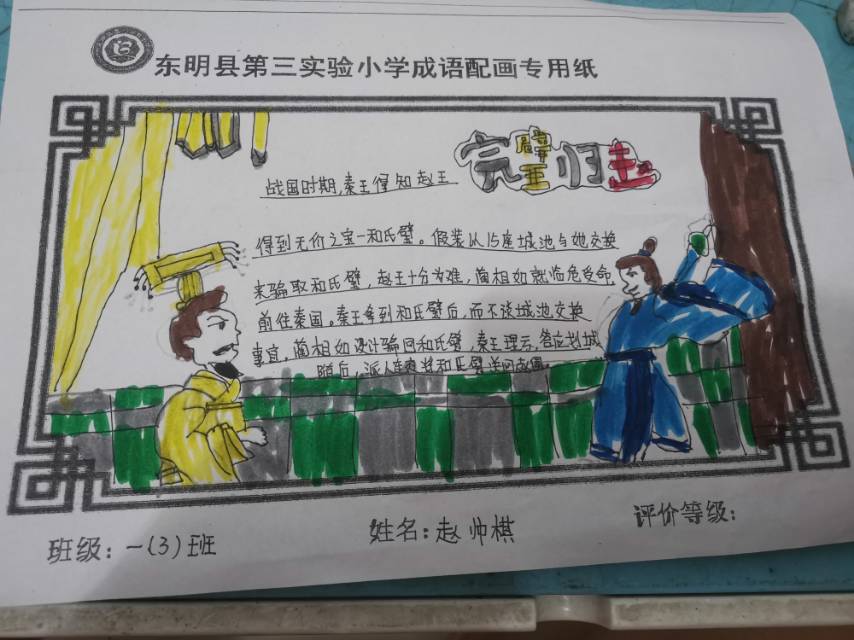 东明县第三实验小学成语配画专用纸
完璧归赵
战国时期,秦王得知赵王
得到无价之宝一和氏璧。假装以15座城池与她交换
来骗取和氏璧,赵王十分为难,蔺相如就临危受命,
前往秦国。秦王拿到和氏璧后,而不谈城池交换
事宜。蔺相如设计骗回和氏璧,秦王理亏,答应划城
随后,派人连夜将和氏璧送回赵国。
班级:一(3)班
姓名:赵帅棋
评价等级: